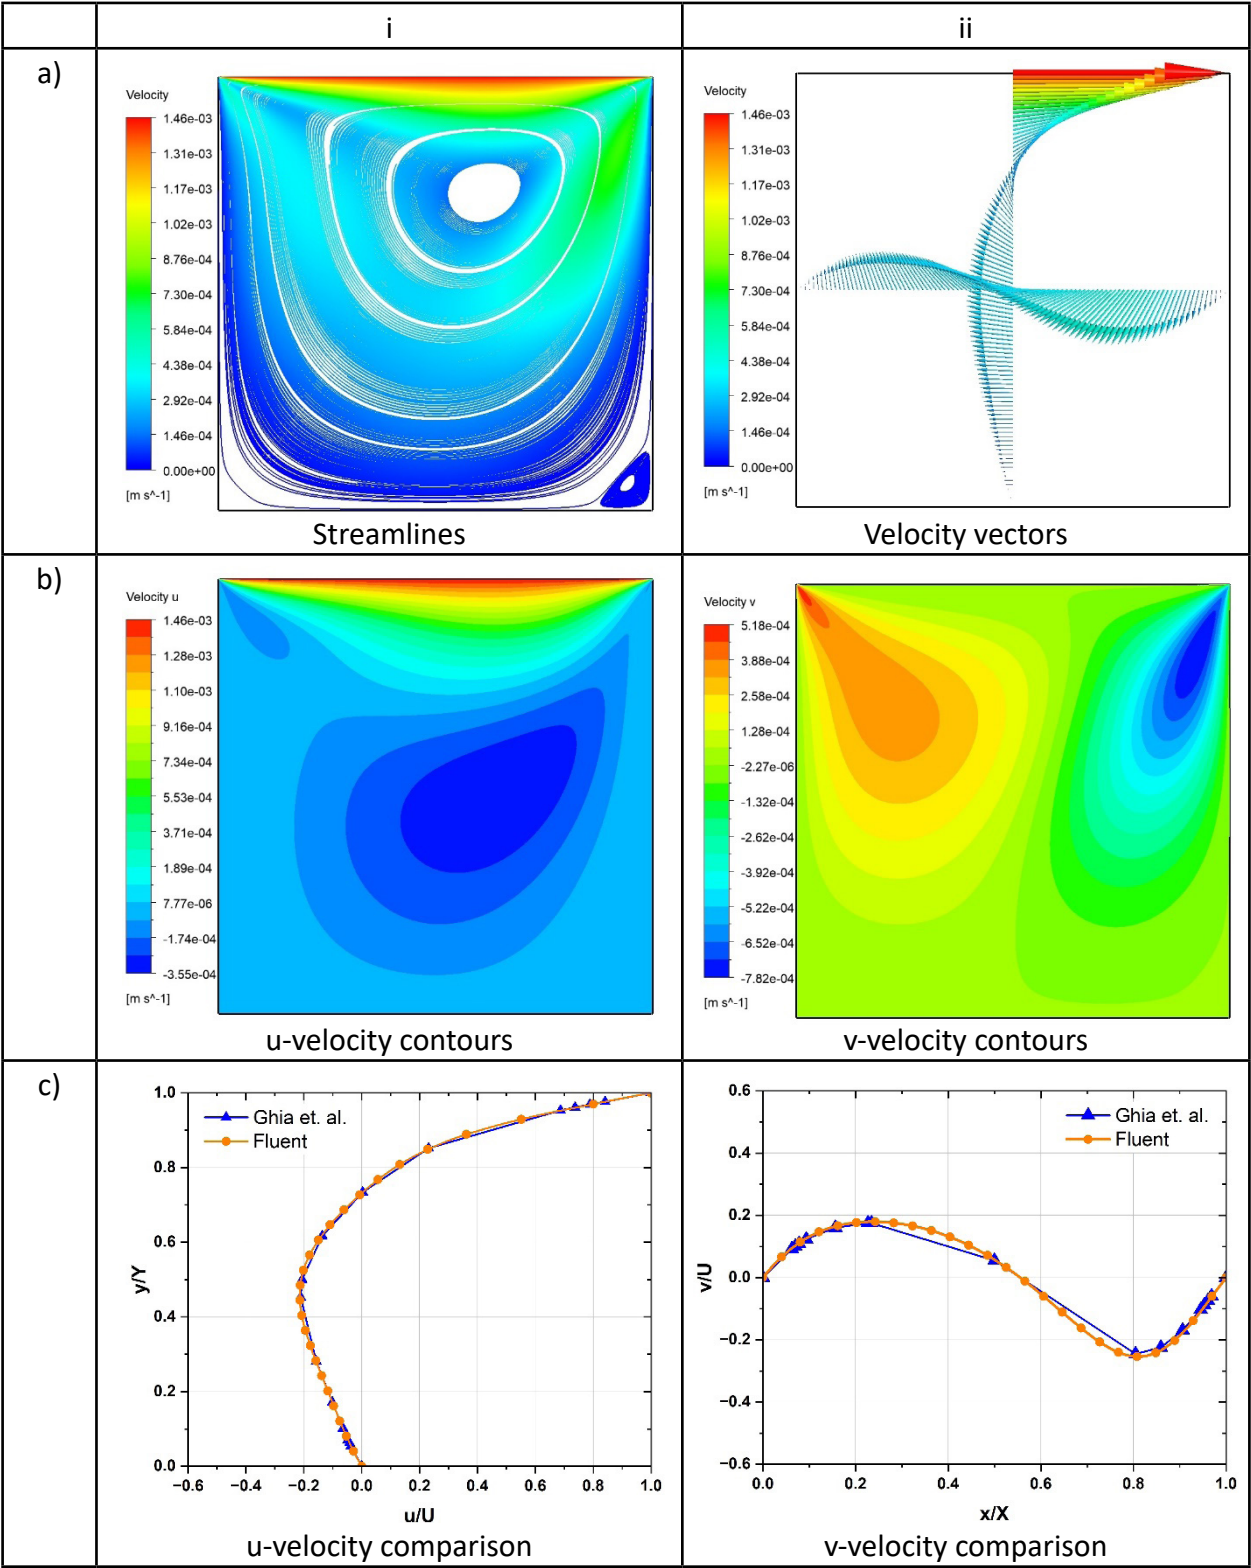 i
ii
a)
Velocity
1.46e-03
1.31e-03
1.17e-03
1.02e-03
8.76e-04
7.30e-04
5.84e-04
4.38e-04
2.92e-04
1.46e-04
0.00e+00
[m s^-1]
Streamlines
Velocity
1.46e-03
1.31e-03
1.17e-03
1.02e-03
8.76e-04
7.30e-04
5.84e-04
4.38e-04
2.92e-04
1.46e-04
0.00e+00
[m s^-1]
Velocity vectors
b)
Velocity u
1.46e-03
1.28e-03
1.10e-03
9.16e-04
7.34e-04
5.53e-04
3.71e-04
1.89e-04
7.77e-06
-1.74e-04
-3.55e-04
[m s^-1]
u-velocity contours
Velocity v
5.18e-04
3.88e-04
2.58e-04
1.28e-04
-2.27e-06
-1.32e-04
-2.62e-04
-3.92e-04
-5.22e-04
-6.52e-04
-7.82e-04
[m s^-1]
v-velocity contours
c)
Ghia et. al.
Fluent
1.0
0.8
0.6
0.4
0.2
0.0
y/Y
−0.6 −0.4 −0.2 0.0 0.2 0.4 0.6 0.8 1.0
u/U
u-velocity comparison
Ghia et. al.
Fluent
0.6
0.4
0.2
0.0
−0.2
−0.4
−0.6
v/U
0.0 0.2 0.4 0.6 0.8 1.0
x/X
v-velocity comparison